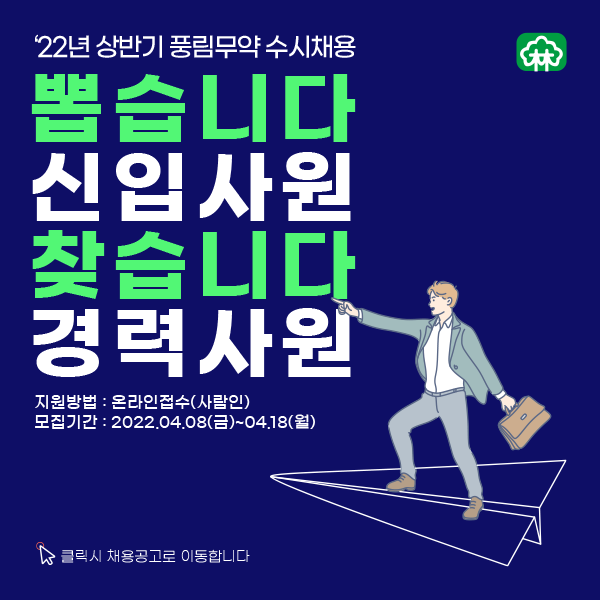 ‘22년 상반기 풍림무약 수시채용
뽑습니다
신입사원
찾습니다
경력사원
지원방법 : 온라인접수(사람인)
모집기간 : 2022.04.08(금)~04.18(월)
클릭시 채용공고로 이동합니다
林